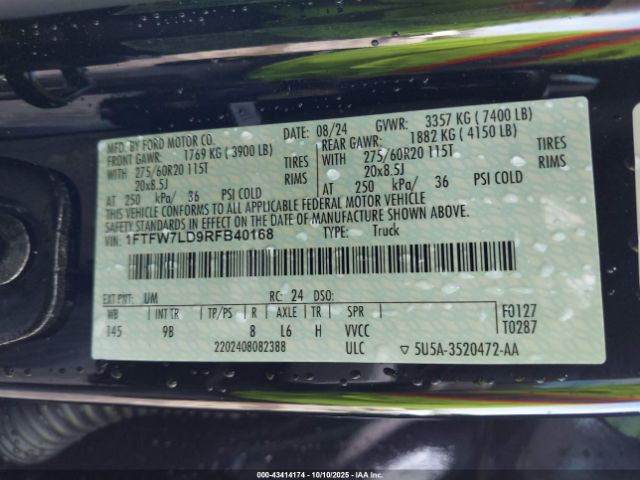 MFD. BY FORD MOTOR CO. DATE: 08/24 GVWR: 3357 KG ( 7400 LB)
FRONT GAWR: 1769 KG ( 3900 LB) REAR GAWR: 1882 KG ( 4150 LB)
WITH TIRES WITH TIRES
275/60R20 115T 275/60R20 115T
20x8.5J RIMS 20x8.5J RIMS
AT 250 kPa/ 36 PSI COLD AT 250 kPa/ 36 PSI COLD
THIS VEHICLE CONFORMS TO ALL APPLICABLE FEDERAL MOTOR VEHICLE
SAFETY STANDARDS IN EFFECT ON THE DATE OF MANUFACTURE SHOWN ABOVE.
VIN: 1FTFW7LD9RFB40168 TYPE: Truck
EXT PNT: UM RC: 24 DSO:
WB INT TR TP/PS R AXLE TR SPR F0127
145 9B 8 L6 H VVCC T0287
2202408082388 ULC ▽ 5U5A-3520472-AA
000-43414174 | 10/10/2025 - IAAI.com